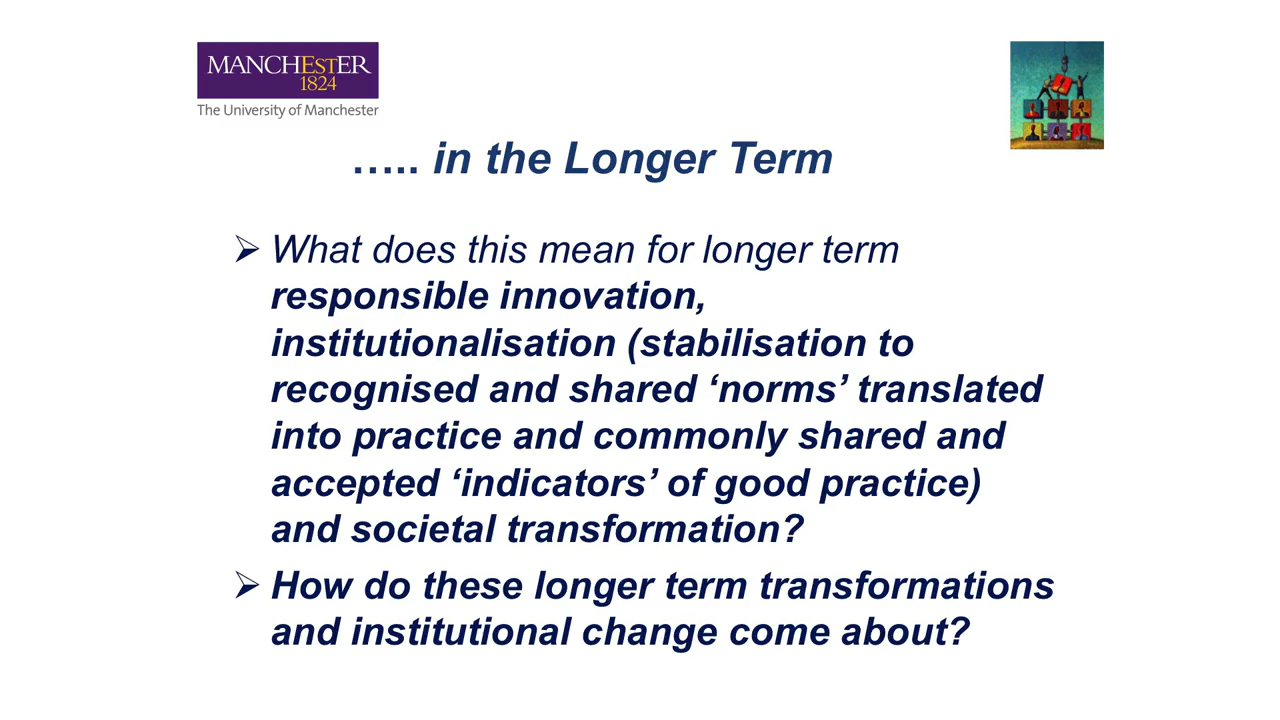 MANCHESTER
1824
The University of Manchester
….. in the Longer Term
➢ What does this mean for longer term
responsible innovation,
institutionalisation (stabilisation to
recognised and shared ‘norms’ translated
into practice and commonly shared and
accepted ‘indicators’ of good practice)
and societal transformation?
➢ How do these longer term transformations
and institutional change come about?